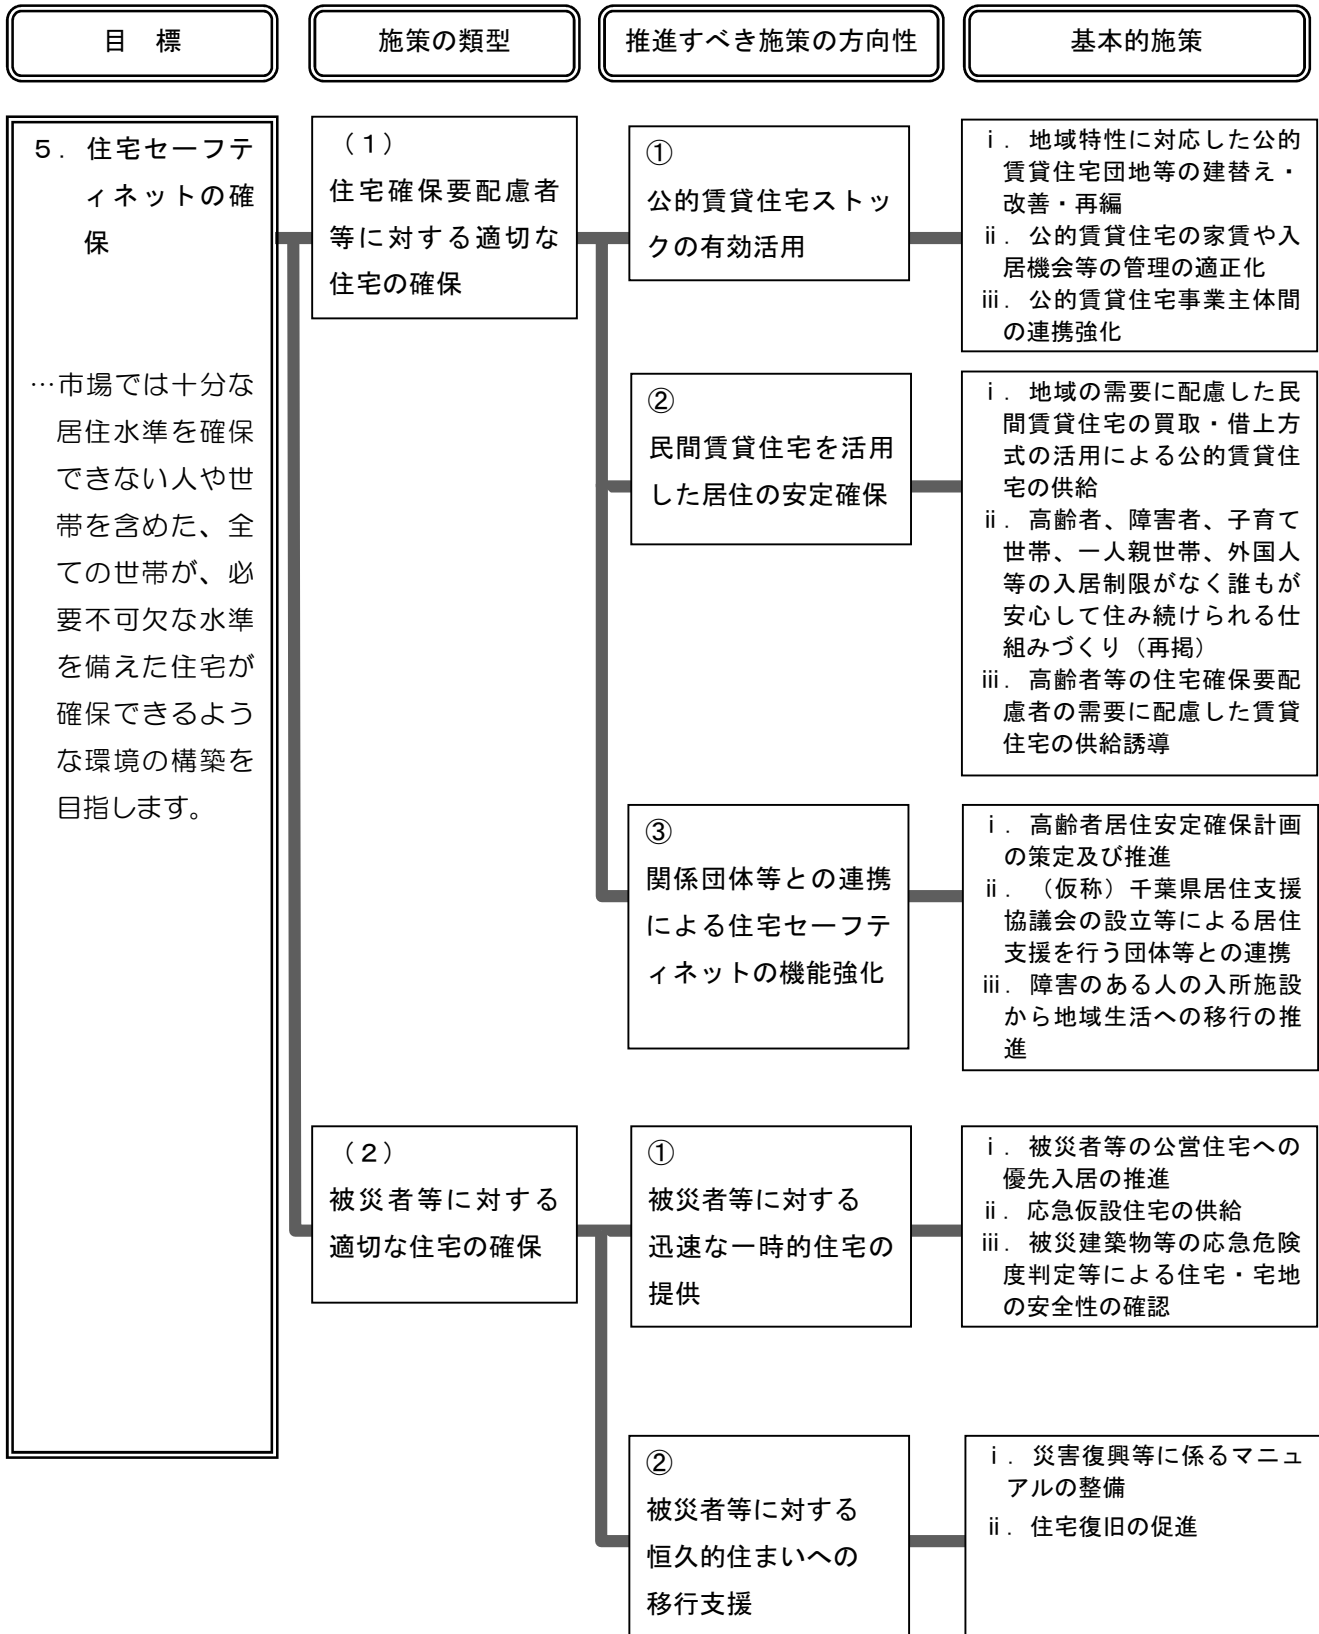 目　標
施策の類型
推進すべき施策の方向性
基本的施策
５．住宅セーフテ
ィネットの確
保
…市場では十分な
居住水準を確保
できない人や世
帯を含めた、全
ての世帯が、必
要不可欠な水準
を備えた住宅が
確保できるよう
な環境の構築を
目指します。
（１）
住宅確保要配慮者
等に対する適切な
住宅の確保
①
公的賃貸住宅ストッ
クの有効活用
ⅰ．地域特性に対応した公的
賃貸住宅団地等の建替え・
改善・再編
ⅱ．公的賃貸住宅の家賃や入
居機会等の管理の適正化
ⅲ．公的賃貸住宅事業主体間
の連携強化
②
民間賃貸住宅を活用
した居住の安定確保
ⅰ．地域の需要に配慮した民
間賃貸住宅の買取・借上方
式の活用による公的賃貸住
宅の供給
ⅱ．高齢者、障害者、子育て
世帯、一人親世帯、外国人
等の入居制限がなく誰もが
安心して住み続けられる仕
組みづくり（再掲）
ⅲ．高齢者等の住宅確保要配
慮者の需要に配慮した賃貸
住宅の供給誘導
③
関係団体等との連携
による住宅セーフテ
ィネットの機能強化
ⅰ．高齢者居住安定確保計画
の策定及び推進
ⅱ．（仮称）千葉県居住支援
協議会の設立等による居住
支援を行う団体等との連携
ⅲ．障害のある人の入所施設
から地域生活への移行の推
進
（２）
被災者等に対する
適切な住宅の確保
①
被災者等に対する
迅速な一時的住宅の
提供
ⅰ．被災者等の公営住宅への
優先入居の推進
ⅱ．応急仮設住宅の供給
ⅲ．被災建築物等の応急危険
度判定等による住宅・宅地
の安全性の確認
②
被災者等に対する
恒久的住まいへの
移行支援
ⅰ．災害復興等に係るマニュ
アルの整備
ⅱ．住宅復旧の促進